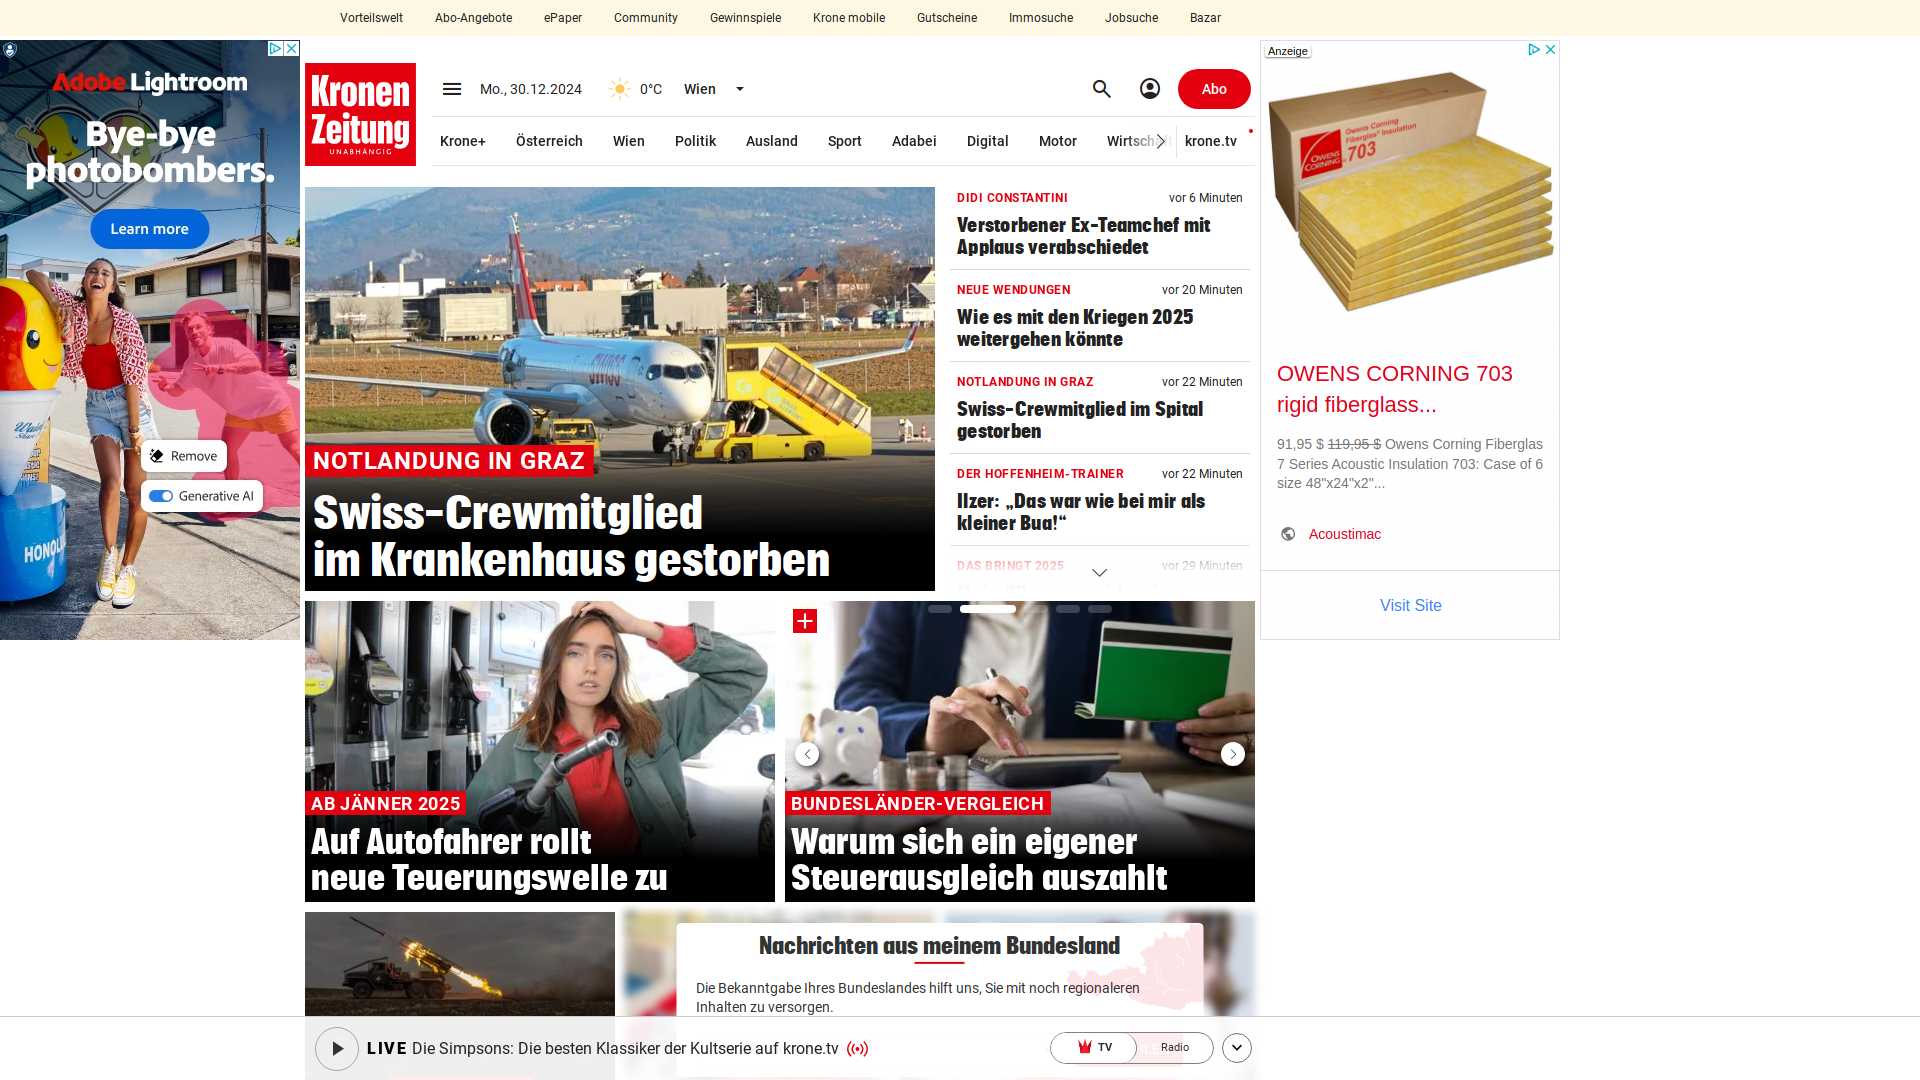 Vorteilswelt Abo-Angebote ePaper Community Gewinnspiele Krone mobile Gutscheine Immosuche Jobsuche Bazar
Adobe Lightroom
Bye-bye
photobombers.
Learn more
Remove
Generative AI
Kronen
Zeitung
UNABHÄNGIG
Mo., 30.12.2024 0°C Wien
Abo
Krone+ Österreich Wien Politik Ausland Sport Adabei Digital Motor Wirtschaft krone.tv
NOTLANDUNG IN GRAZ
Swiss-Crewmitglied
im Krankenhaus gestorben
DIDI CONSTANTINI vor 6 Minuten
Verstorbener Ex-Teamchef mit
Applaus verabschiedet
NEUE WENDUNGEN vor 20 Minuten
Wie es mit den Kriegen 2025
weitergehen könnte
NOTLANDUNG IN GRAZ vor 22 Minuten
Swiss-Crewmitglied im Spital
gestorben
DER HOFFENHEIM-TRAINER vor 22 Minuten
Ilzer: „Das war wie bei mir als
kleiner Bua!“
DAS BRINGT 2025 vor 29 Minuten
Anzeige
OWENS CORNING 703
rigid fiberglass...
91,95 $ 119,95 $ Owens Corning Fiberglas
7 Series Acoustic Insulation 703: Case of 6
size 48"x24"x2"...
Acoustimac
Visit Site
AB JÄNNER 2025
Auf Autofahrer rollt
neue Teuerungswelle zu
BUNDESLÄNDER-VERGLEICH
Warum sich ein eigener
Steuerausgleich auszahlt
Nachrichten aus meinem Bundesland
Die Bekanntgabe Ihres Bundeslandes hilft uns, Sie mit noch regionaleren
Inhalten zu versorgen.
LIVE Die Simpsons: Die besten Klassiker der Kultserie auf krone.tv
TV Radio